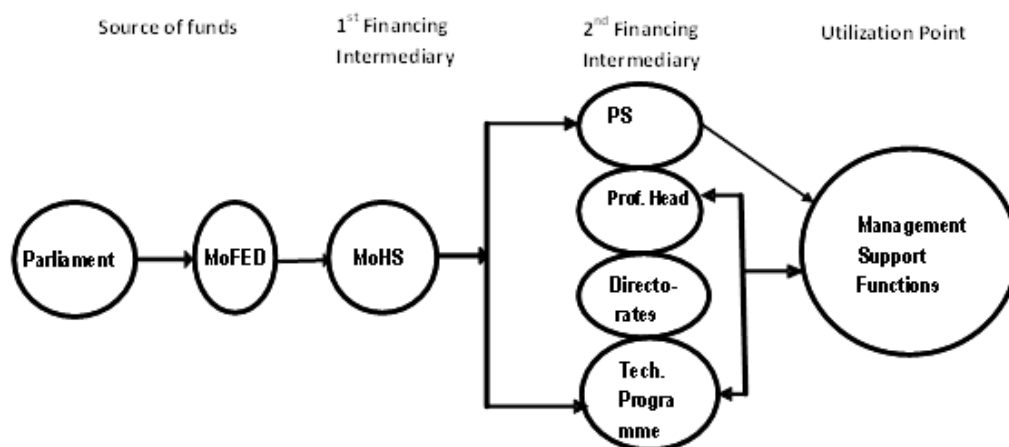 Source of funds
1st Financing
Intermediary
2nd Financing
Intermediary
Utilization Point
Parliament
MoFED
MoHS
PS
Prof. Head
Directo-
rates
Tech.
Progra
mme
Management
Support
Functions